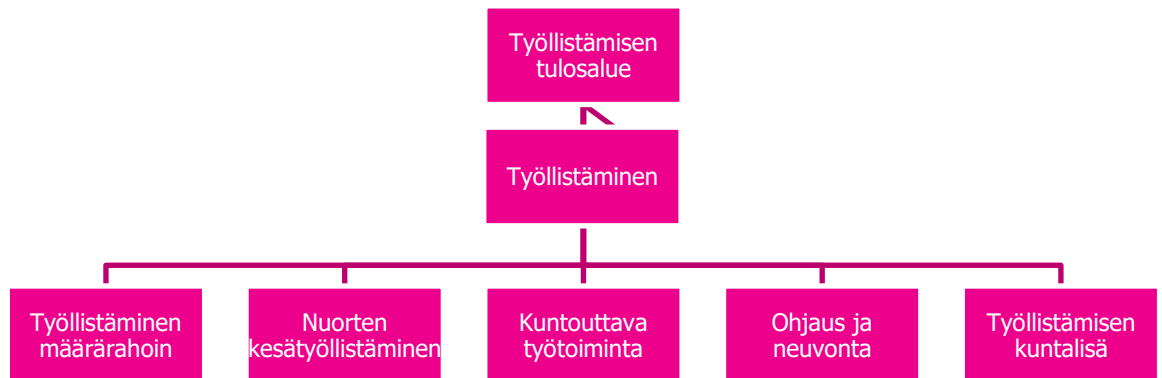 Työllistämisen
tulosalue
Työllistäminen
Työllistäminen
määrärahoin
Nuorten
kesätyöllistäminen
Kuntouttava
työtoiminta
Ohjaus ja
neuvonta
Työllistämisen
kuntalisä